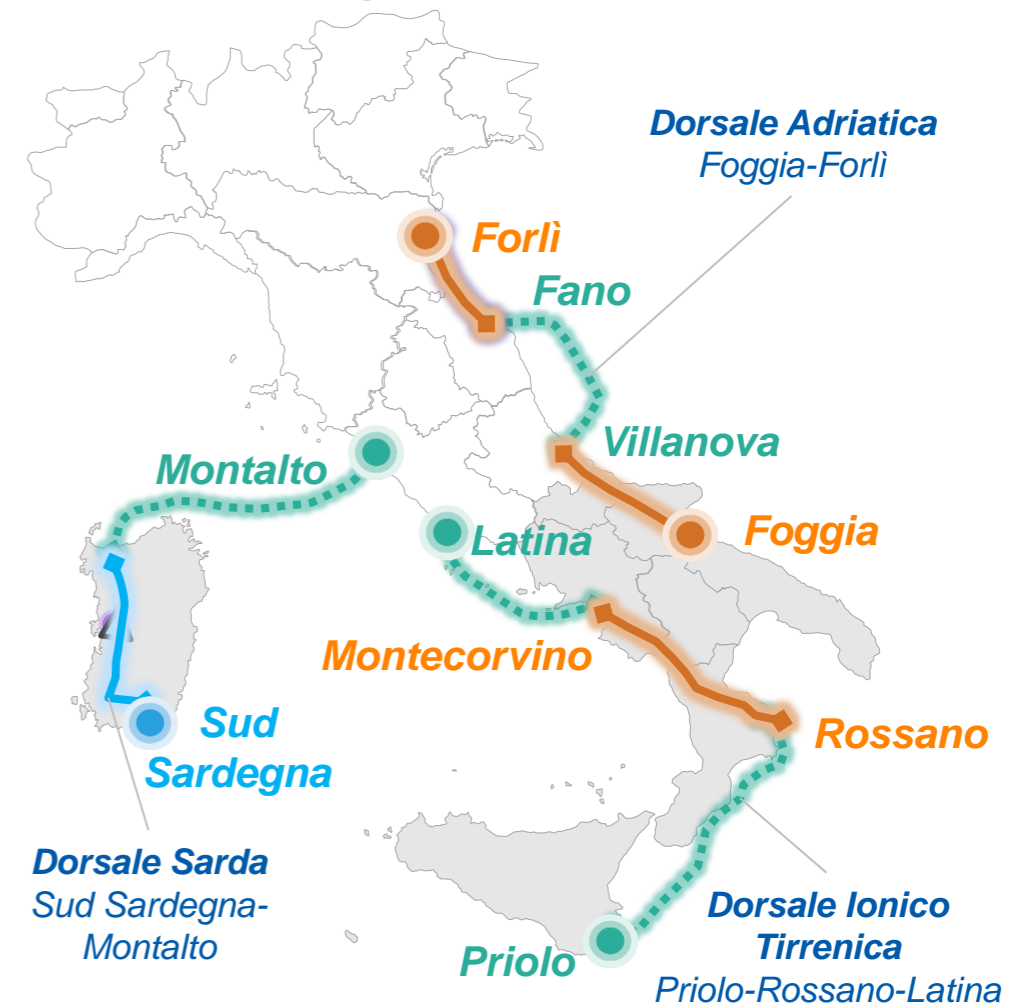 Dorsale Adriatica
Foggia-Forlì
Forlì
Fano
Villanova
Montalto
Foggia
Latina
Montecorvino
Sud
Sardegna
Rossano
Dorsale Sarda
Sud Sardegna-
Montalto
Dorsale Ionico
Tirrenica
Priolo-Rossano-Latina
Priolo